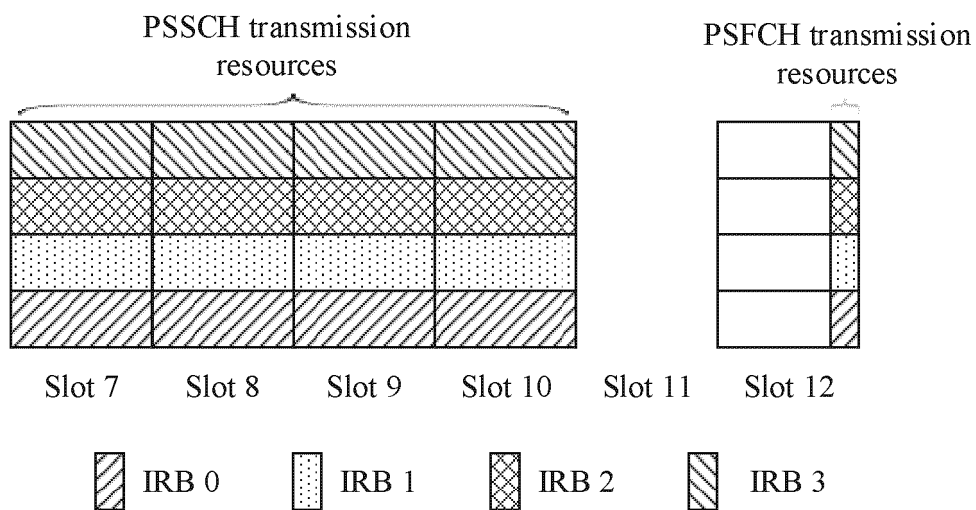 PSSCH transmission
resources
PSFCH transmission
resources
Slot 7 Slot 8 Slot 9 Slot 10 Slot 11 Slot 12
IRB 0 IRB 1 IRB 2 IRB 3